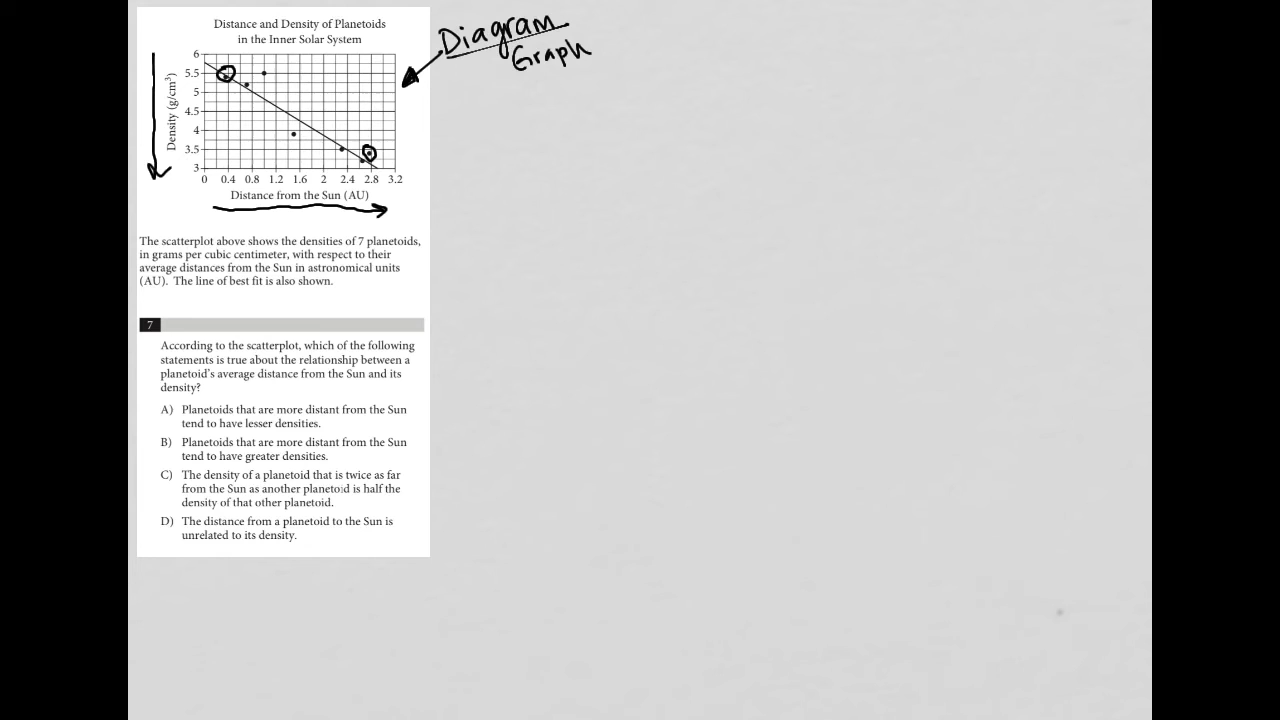 Distance and Density of Planetoids
in the Inner Solar System
Diagram
Graph
6
5.5
5
4.5
4
3.5
3
Density (g/cm³)
0 0.4 0.8 1.2 1.6 2 2.4 2.8 3.2
Distance from the Sun (AU)
The scatterplot above shows the densities of 7 planetoids,
in grams per cubic centimeter, with respect to their
average distances from the Sun in astronomical units
(AU). The line of best fit is also shown.
7
According to the scatterplot, which of the following
statements is true about the relationship between a
planetoid's average distance from the Sun and its
density?
A) Planetoids that are more distant from the Sun
tend to have lesser densities.
B) Planetoids that are more distant from the Sun
tend to have greater densities.
C) The density of a planetoid that is twice as far
from the Sun as another planetoid is half the
density of that other planetoid.
D) The distance from a planetoid to the Sun is
unrelated to its density.